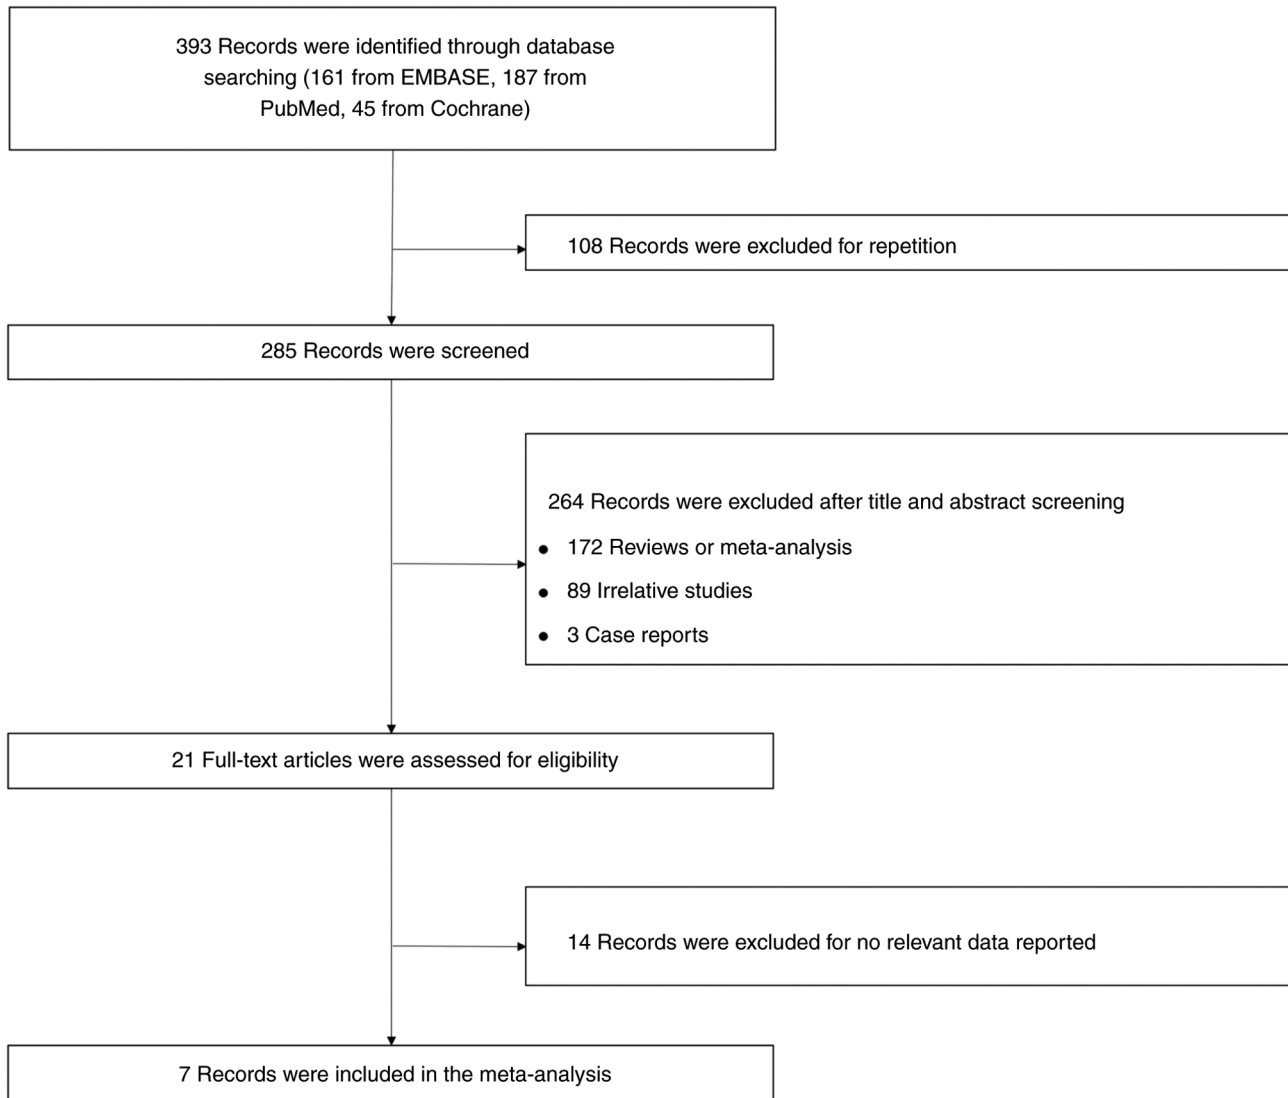 393 Records were identified through database
searching (161 from EMBASE, 187 from
PubMed, 45 from Cochrane)
108 Records were excluded for repetition
285 Records were screened
264 Records were excluded after title and abstract screening
● 172 Reviews or meta-analysis
● 89 Irrelative studies
● 3 Case reports
21 Full-text articles were assessed for eligibility
14 Records were excluded for no relevant data reported
7 Records were included in the meta-analysis